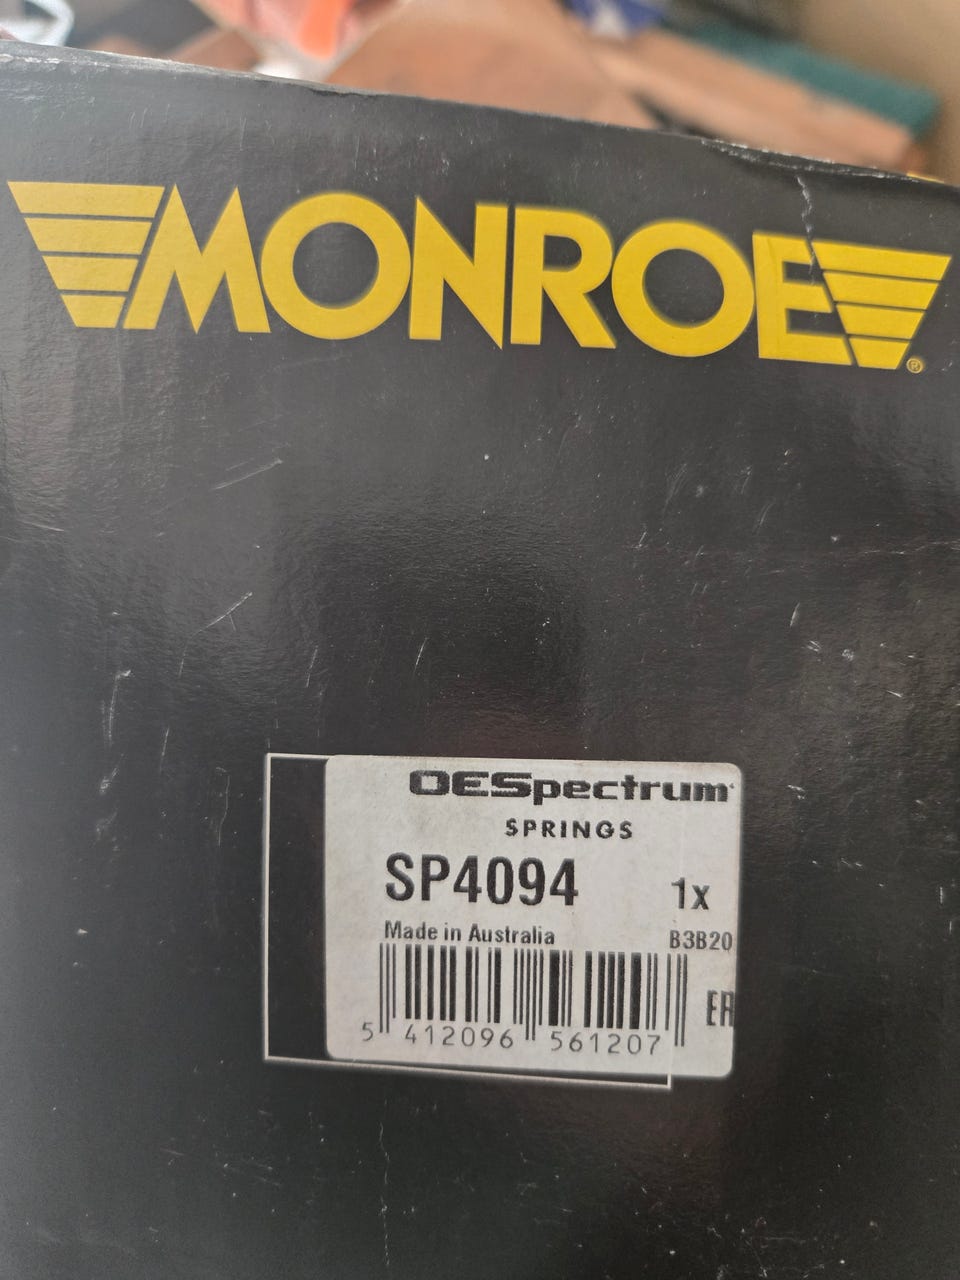 MONROE®
OESpectrum
SPRINGS
SP4094 1x
Made in Australia B3B20
5 412096 561207